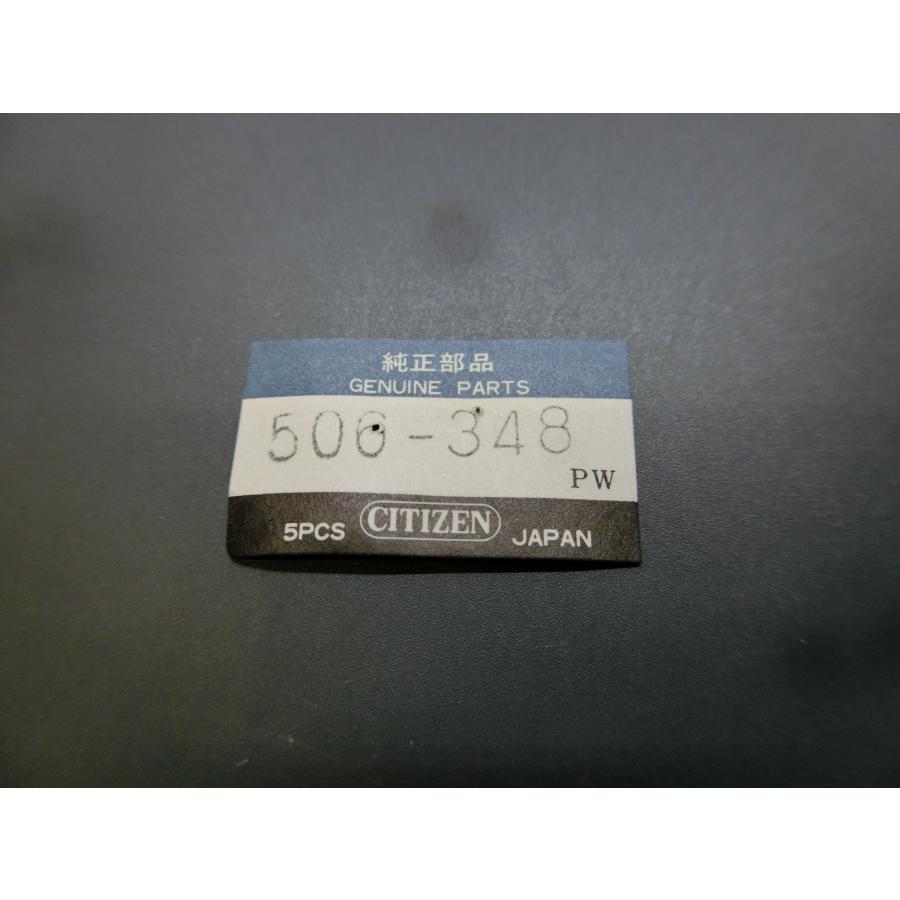 純正部品
GENUINE PARTS
506-348
PW
5PCS CITIZEN JAPAN